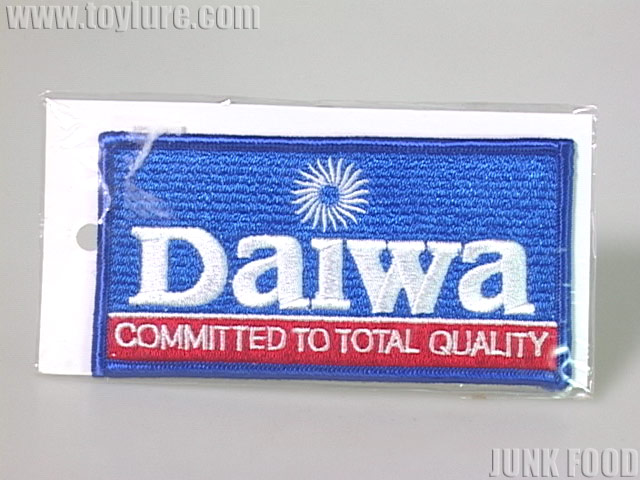 www.toylure.com
Daiwa
COMMITTED TO TOTAL QUALITY
JUNK FOOD